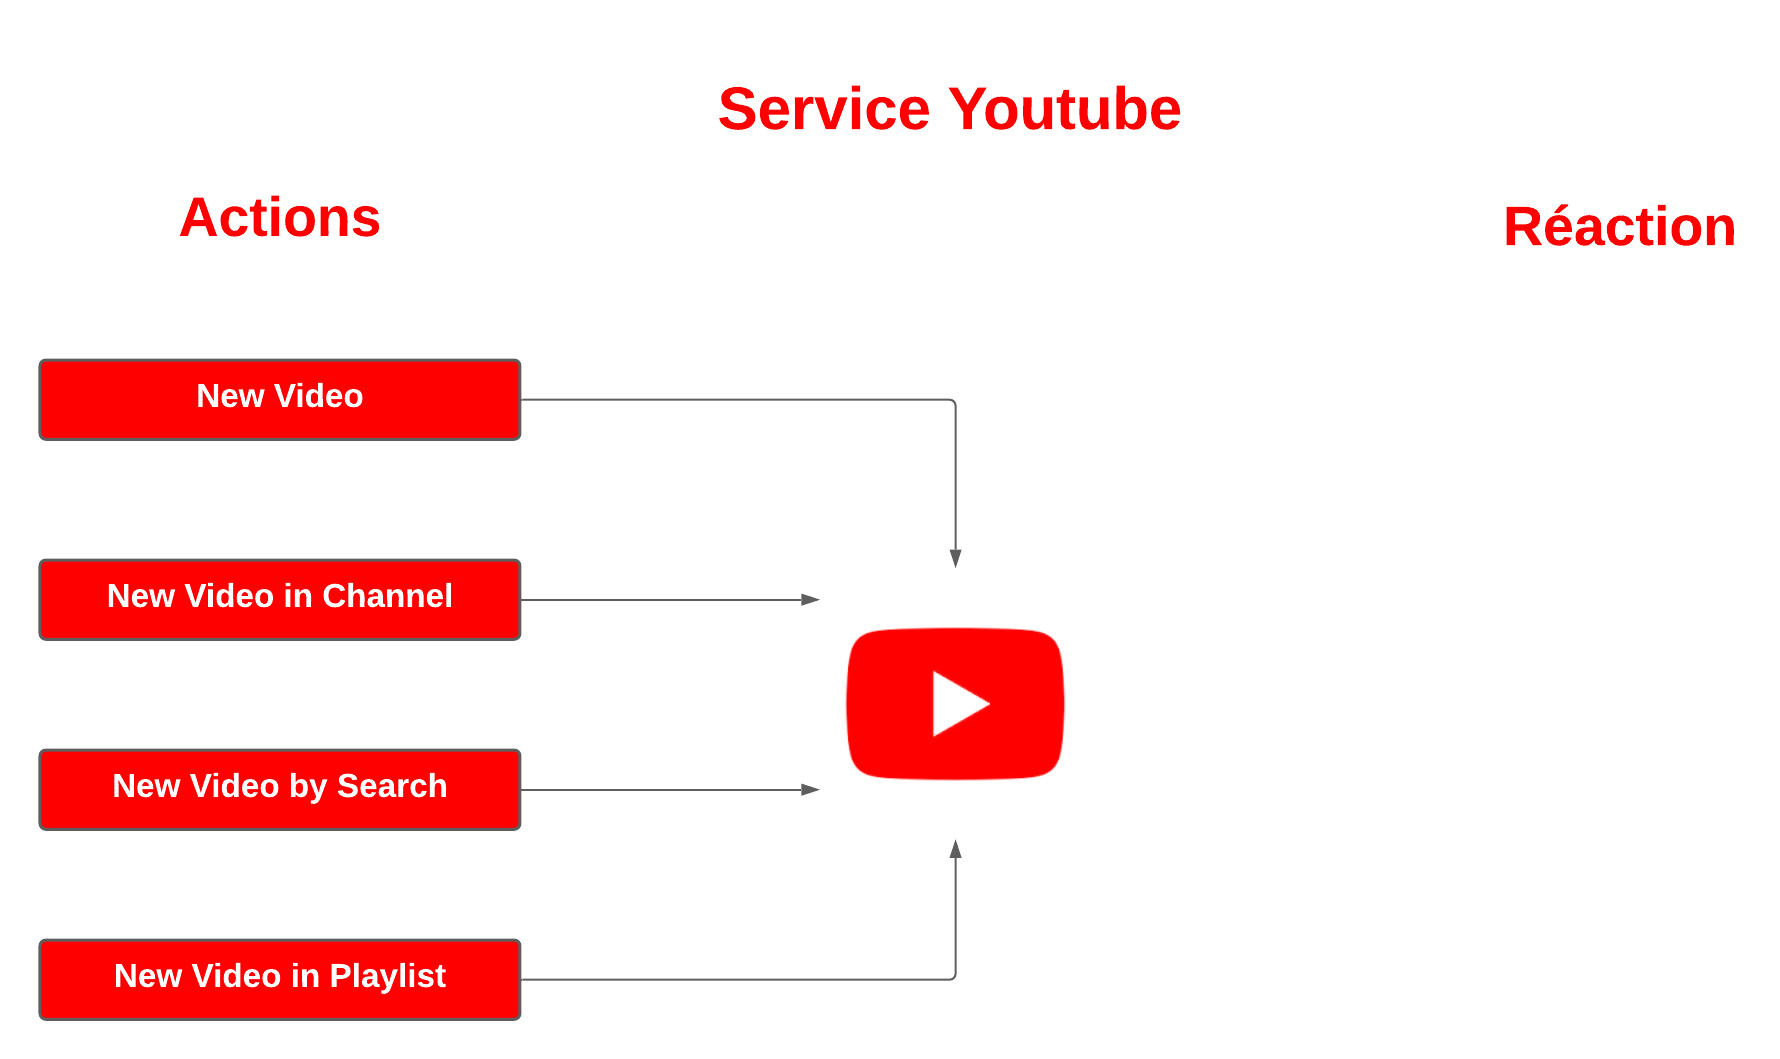 Service Youtube
Actions
Réaction
New Video
New Video in Channel
New Video by Search
New Video in Playlist